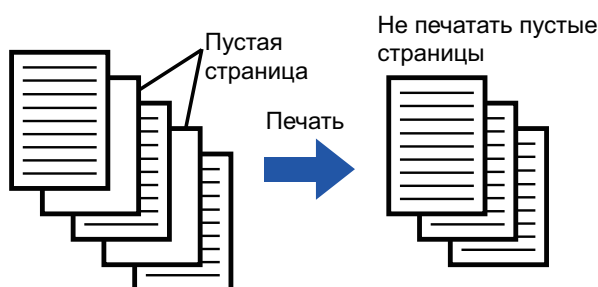 Пустая
страница
Печать
Не печатать пустые
страницы